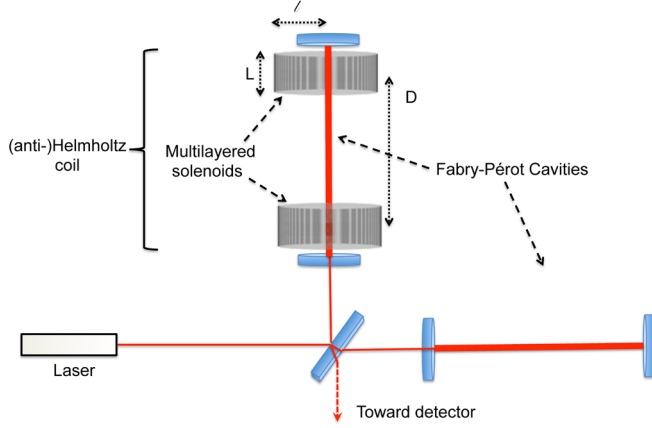 l
L
D
(anti-)Helmholtz
coil
Multilayered
solenoids
Fabry-Pérot Cavities
Laser
Toward detector